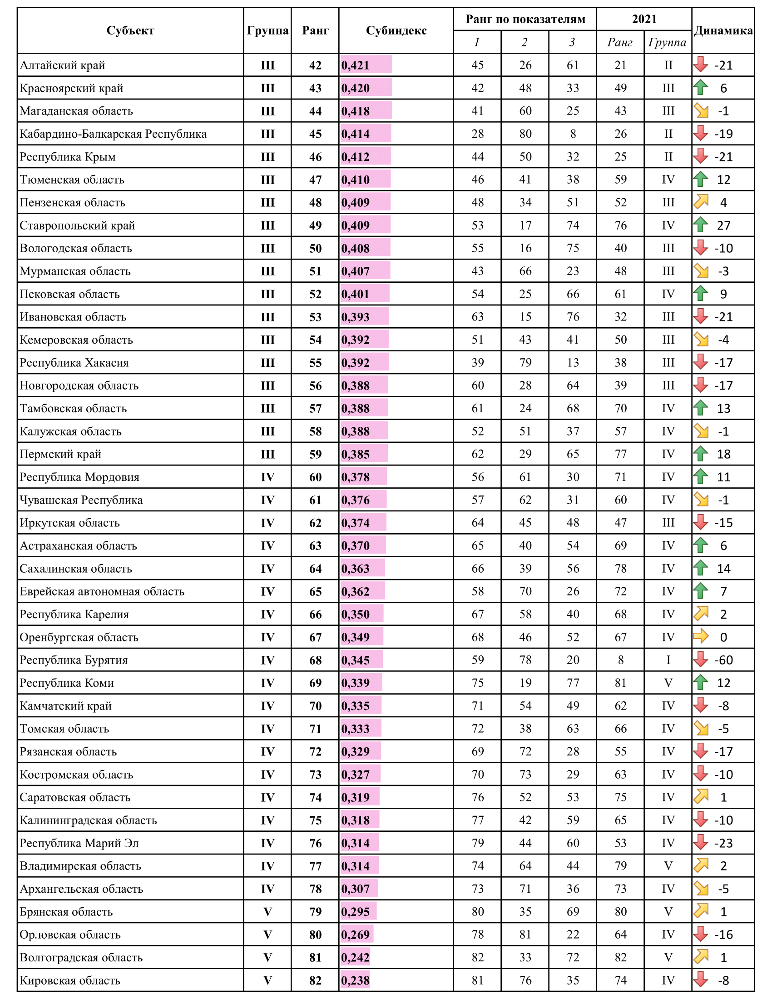 Субъект Группа Ранг Субиндекс Ранг по показателям 2021 Динамика
1 2 3 Ранг Группа
Алтайский край III 42 0,421 45 26 61 21 II -21
Красноярский край III 43 0,420 42 48 33 49 III 6
Магаданская область III 44 0,418 41 60 25 43 III -1
Кабардино-Балкарская Республика III 45 0,414 28 80 8 26 II -19
Республика Крым III 46 0,412 44 50 32 25 II -21
Тюменская область III 47 0,410 46 41 38 59 IV 12
Пензенская область III 48 0,409 48 34 51 52 III 4
Ставропольский край III 49 0,409 53 17 74 76 IV 27
Вологодская область III 50 0,408 55 16 75 40 III -10
Мурманская область III 51 0,407 43 66 23 48 III -3
Псковская область III 52 0,401 54 25 66 61 IV 9
Ивановская область III 53 0,393 63 15 76 32 III -21
Кемеровская область III 54 0,392 51 43 41 50 III -4
Республика Хакасия III 55 0,392 39 79 13 38 III -17
Новгородская область III 56 0,388 60 28 64 39 III -17
Тамбовская область III 57 0,388 61 24 68 70 IV 13
Калужская область III 58 0,388 52 51 37 57 IV -1
Пермский край III 59 0,385 62 29 65 77 IV 18
Республика Мордовия IV 60 0,378 56 61 30 71 IV 11
Чувашская Республика IV 61 0,376 57 62 31 60 IV -1
Иркутская область IV 62 0,374 64 45 48 47 III -15
Астраханская область IV 63 0,370 65 40 54 69 IV 6
Сахалинская область IV 64 0,363 66 39 56 78 IV 14
Еврейская автономная область IV 65 0,362 58 70 26 72 IV 7
Республика Карелия IV 66 0,350 67 58 40 68 IV 2
Оренбургская область IV 67 0,349 68 46 52 67 IV 0
Республика Бурятия IV 68 0,345 59 78 20 8 I -60
Республика Коми IV 69 0,339 75 19 77 81 V 12
Камчатский край IV 70 0,335 71 54 49 62 IV -8
Томская область IV 71 0,333 72 38 63 66 IV -5
Рязанская область IV 72 0,329 69 72 28 55 IV -17
Костромская область IV 73 0,327 70 73 29 63 IV -10
Саратовская область IV 74 0,319 76 52 53 75 IV 1
Калининградская область IV 75 0,318 77 42 59 65 IV -10
Республика Марий Эл IV 76 0,314 79 44 60 53 IV -23
Владимирская область IV 77 0,314 74 64 44 79 V 2
Архангельская область IV 78 0,307 73 71 36 73 IV -5
Брянская область V 79 0,295 80 35 69 80 V 1
Орловская область V 80 0,269 78 81 22 64 IV -16
Волгоградская область V 81 0,242 82 33 72 82 V 1
Кировская область V 82 0,238 81 76 35 74 IV -8